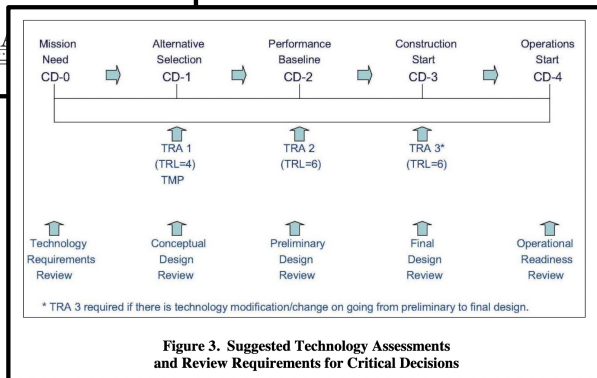 Mission
Need
CD-0
Alternative
Selection
CD-1
Performance
Baseline
CD-2
Construction
Start
CD-3
Operations
Start
CD-4
TRA 1
(TRL=4)
TMP
TRA 2
(TRL=6)
TRA 3*
(TRL=6)
Technology
Requirements
Review
Conceptual
Design
Review
Preliminary
Design
Review
Final
Design
Review
Operational
Readiness
Review
* TRA 3 required if there is technology modification/change on going from preliminary to final design.
Figure 3. Suggested Technology Assessments
and Review Requirements for Critical Decisions